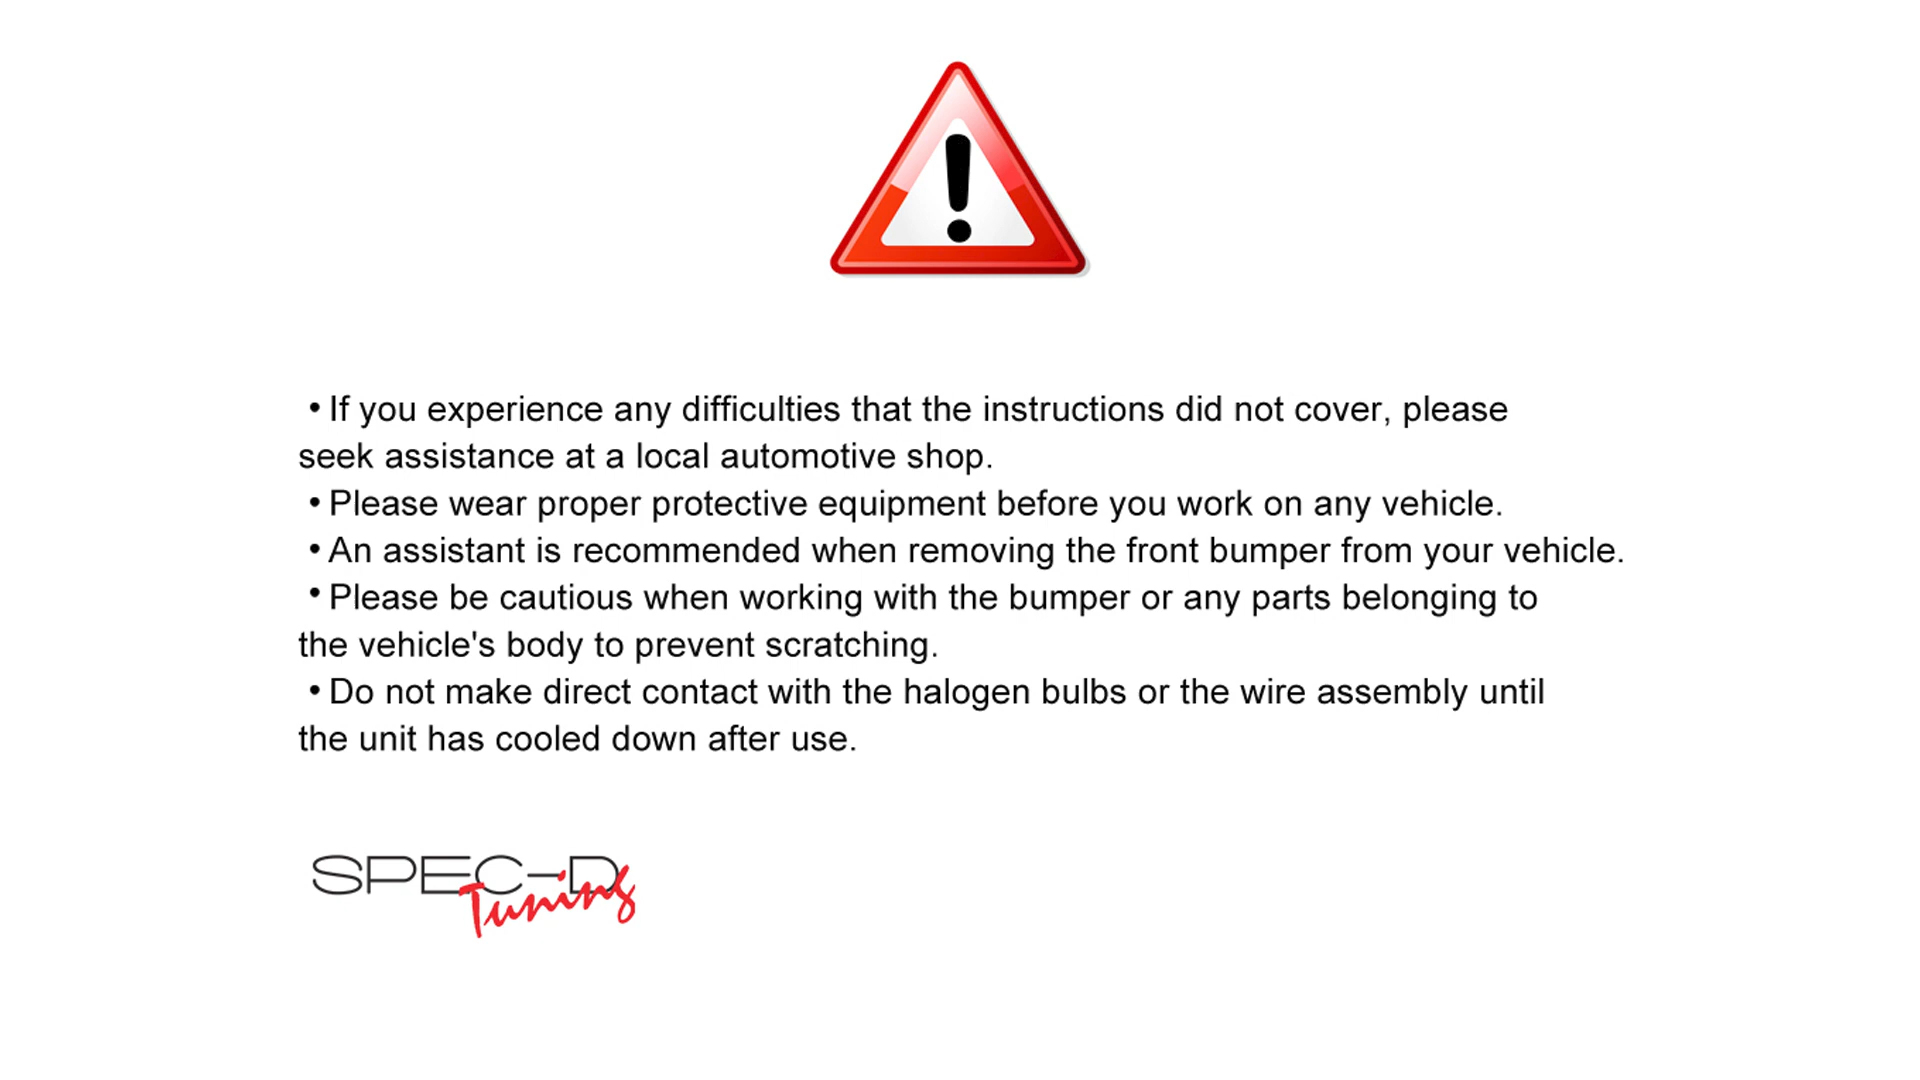 •If you experience any difficulties that the instructions did not cover, please
seek assistance at a local automotive shop.
•Please wear proper protective equipment before you work on any vehicle.
•An assistant is recommended when removing the front bumper from your vehicle.
•Please be cautious when working with the bumper or any parts belonging to
the vehicle's body to prevent scratching.
•Do not make direct contact with the halogen bulbs or the wire assembly until
the unit has cooled down after use.
SPEC-D
Tuning